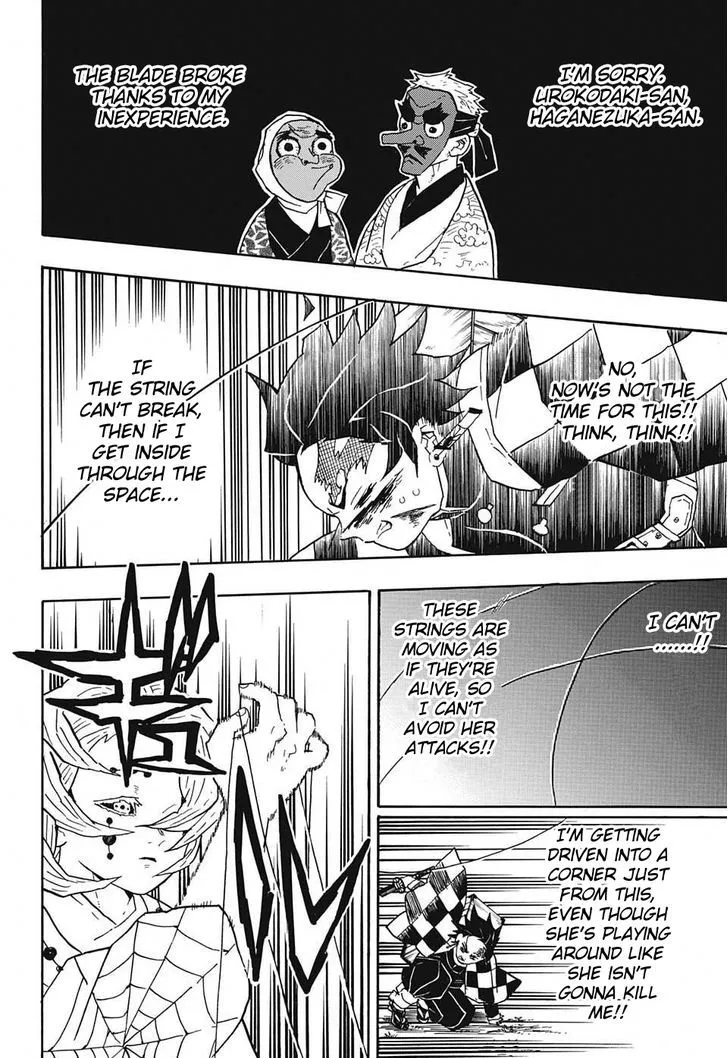 I'M SORRY.
UROKODAKI-SAN,
HAGANEZUKA-SAN.
THE BLADE BROKE
THANKS TO MY
INEXPERIENCE.
NO,
NOW'S NOT THE
TIME FOR THIS!!
THINK, THINK!!
IF
THE STRING
CAN'T BREAK,
THEN IF I
GET INSIDE
THROUGH THE
SPACE...
I CAN'T
......!!
THESE
STRINGS ARE
MOVING AS
IF THEY'RE
ALIVE, SO
I CAN'T
AVOID HER
ATTACKS!!
I'M GETTING
DRIVEN INTO A
CORNER JUST
FROM THIS,
EVEN THOUGH
SHE'S PLAYING
AROUND LIKE
SHE ISN'T
GONNA KILL
ME!!